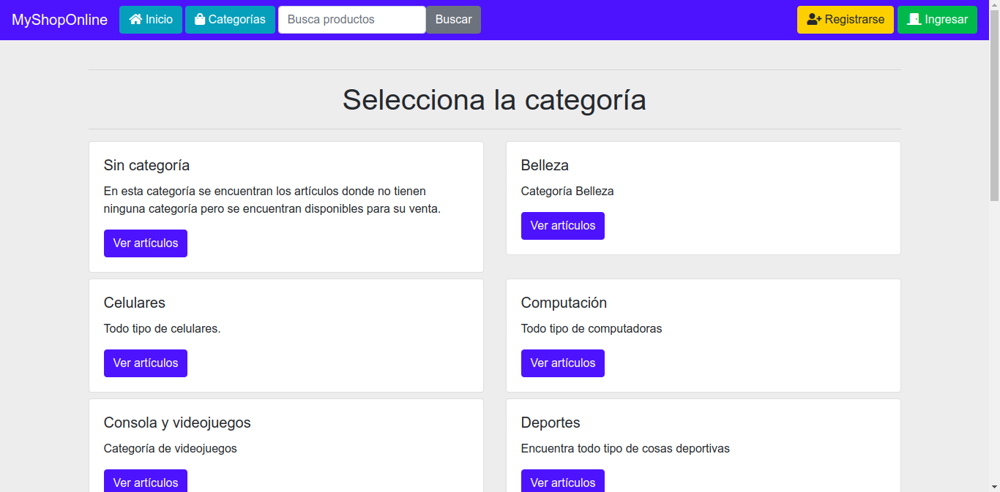 MyShopOnline Inicio Categorías Busca productos Buscar Registrarse Ingresar
Selecciona la categoría
Sin categoría
En esta categoría se encuentran los artículos donde no tienen
ninguna categoría pero se encuentran disponibles para su venta.
Ver artículos
Belleza
Categoría Belleza
Ver artículos
Celulares
Todo tipo de celulares.
Ver artículos
Computación
Todo tipo de computadoras
Ver artículos
Consola y videojuegos
Categoría de videojuegos
Ver artículos
Deportes
Encuentra todo tipo de cosas deportivas
Ver artículos